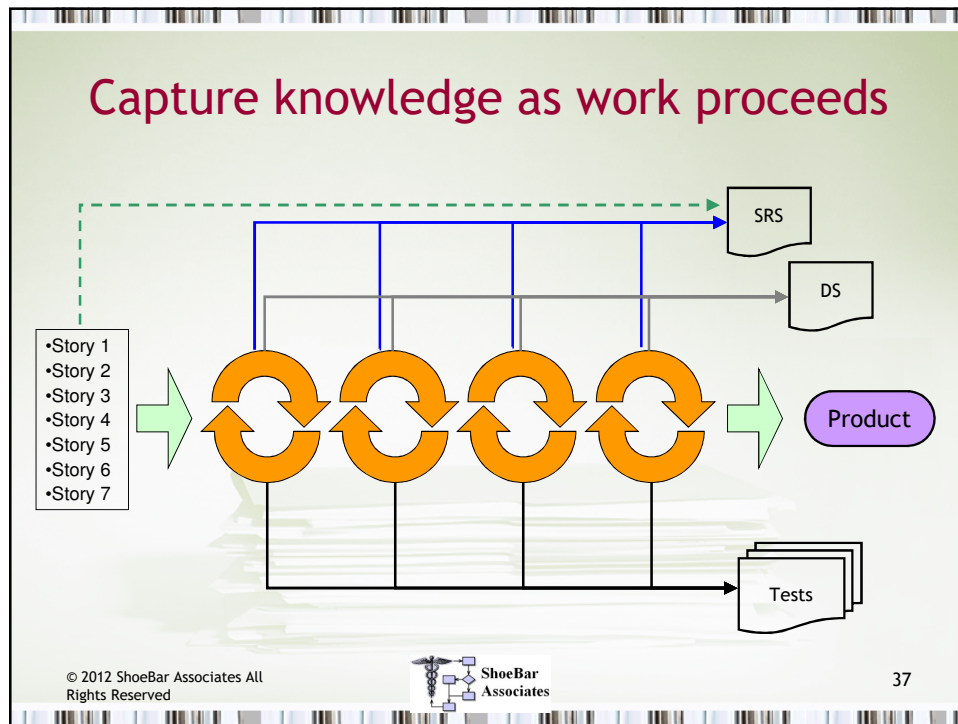 Capture knowledge as work proceeds
SRS
DS
•Story 1
•Story 2
•Story 3
•Story 4
•Story 5
•Story 6
•Story 7
Product
Tests
© 2012 ShoeBar Associates All
Rights Reserved
ShoeBar
Associates
37